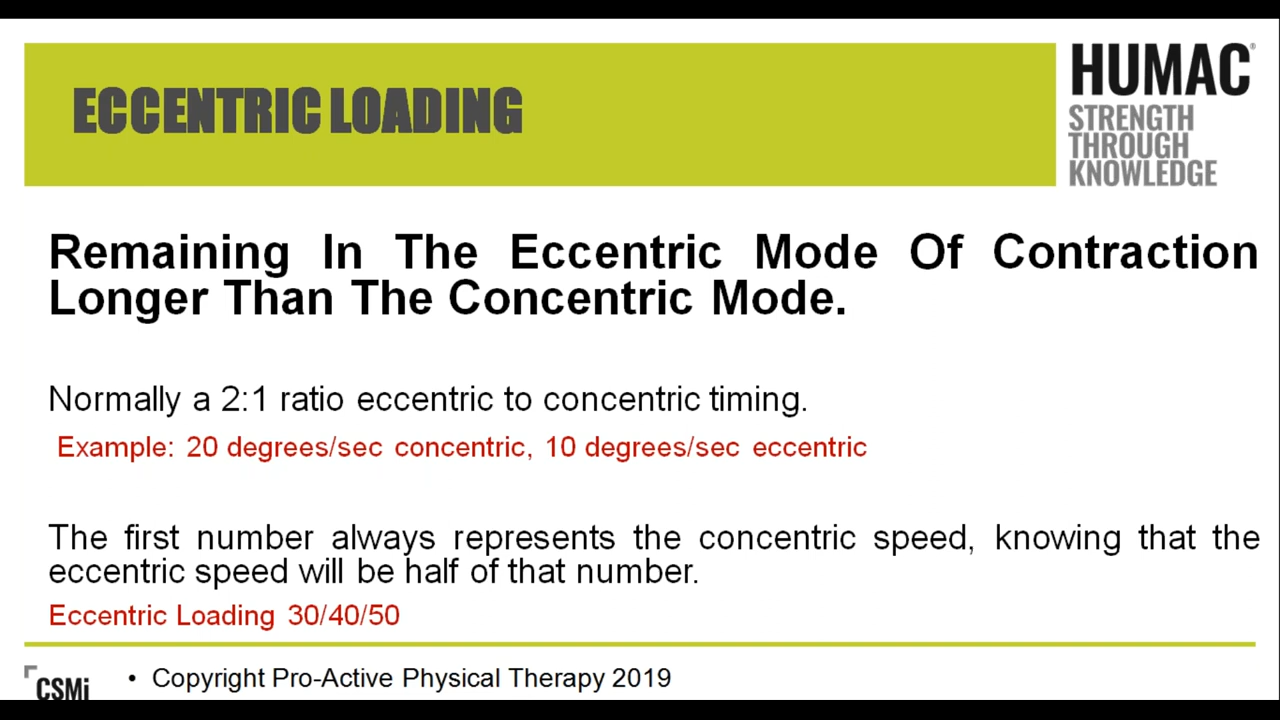 ECCENTRIC LOADING
HUMAC®
STRENGTH
THROUGH
KNOWLEDGE
Remaining In The Eccentric Mode Of Contraction
Longer Than The Concentric Mode.
Normally a 2:1 ratio eccentric to concentric timing.
Example: 20 degrees/sec concentric, 10 degrees/sec eccentric
The first number always represents the concentric speed, knowing that the
eccentric speed will be half of that number.
Eccentric Loading 30/40/50
CSMi
• Copyright Pro-Active Physical Therapy 2019